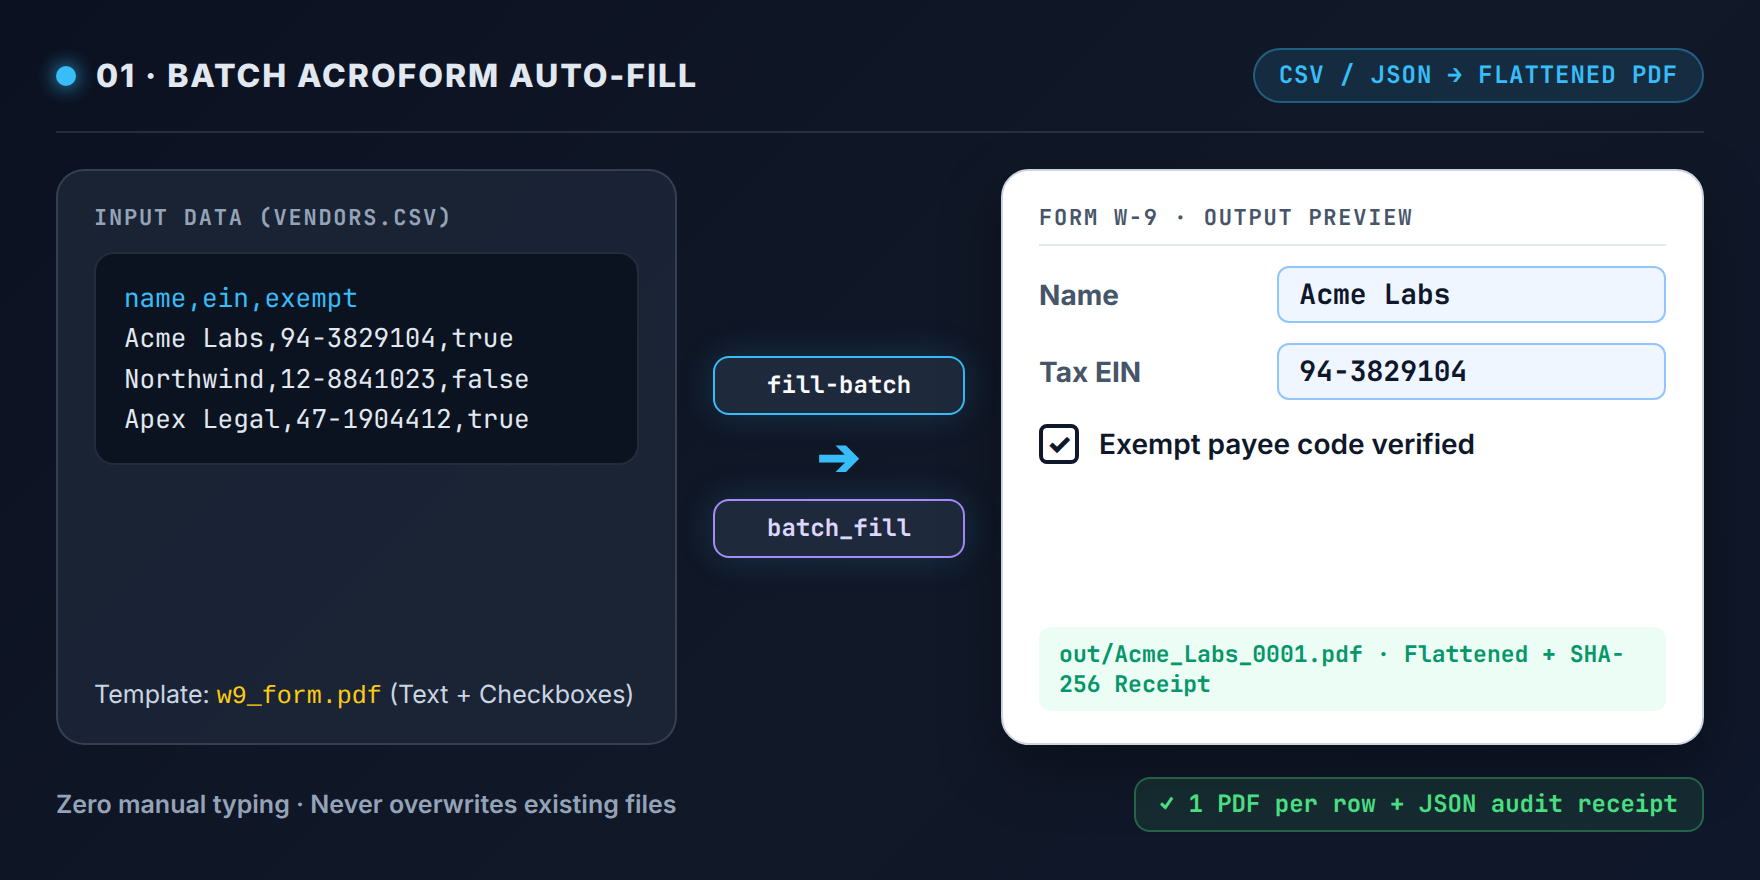 01 · BATCH ACROFORM AUTO-FILL
CSV / JSON → FLATTENED PDF
INPUT DATA (VENDORS.CSV)
name,ein,exempt
Acme Labs,94-3829104,true
Northwind,12-8841023,false
Apex Legal,47-1904412,true
Template: w9_form.pdf (Text + Checkboxes)
fill-batch
➔
batch_fill
FORM W-9 · OUTPUT PREVIEW
Name
Acme Labs
Tax EIN
94-3829104
✓ Exempt payee code verified
out/Acme_Labs_0001.pdf · Flattened + SHA-
256 Receipt
Zero manual typing · Never overwrites existing files
✓ 1 PDF per row + JSON audit receipt